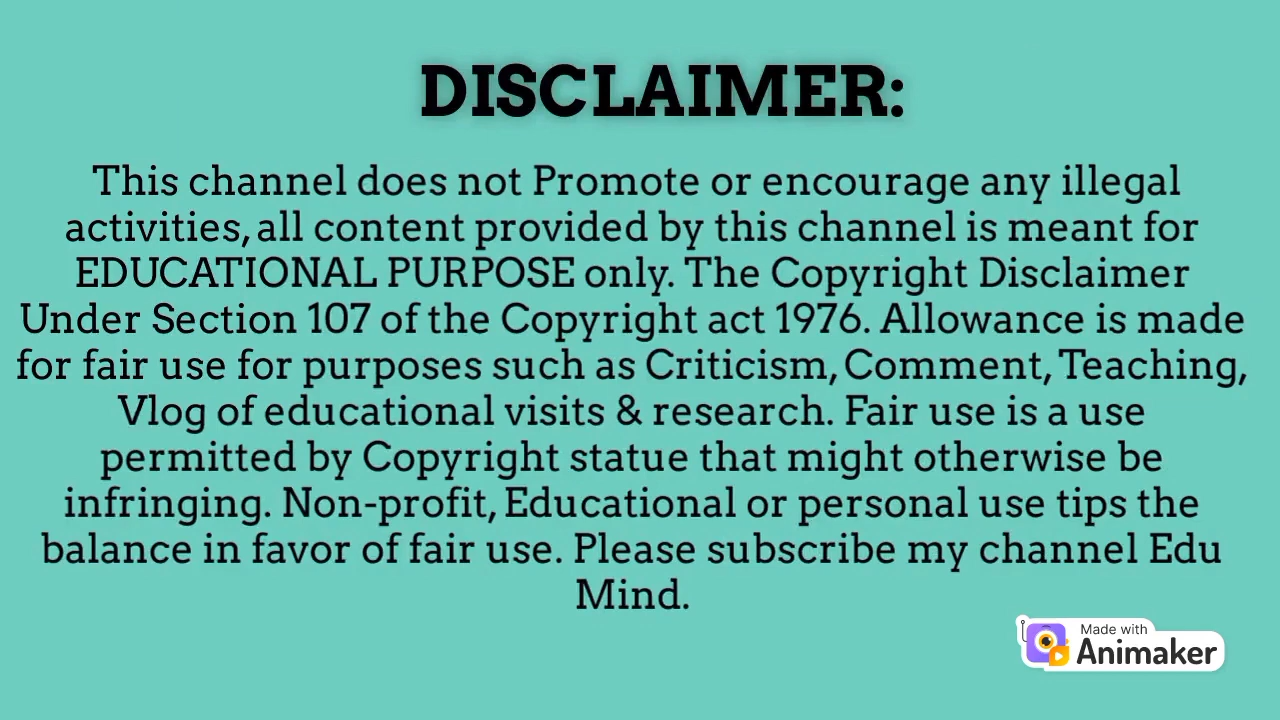 DISCLAIMER:
This channel does not Promote or encourage any illegal
activities, all content provided by this channel is meant for
EDUCATIONAL PURPOSE only. The Copyright Disclaimer
Under Section 107 of the Copyright act 1976. Allowance is made
for fair use for purposes such as Criticism, Comment, Teaching,
Vlog of educational visits & research. Fair use is a use
permitted by Copyright statue that might otherwise be
infringing. Non-profit, Educational or personal use tips the
balance in favor of fair use. Please subscribe my channel Edu
Mind.
Made with
Animaker